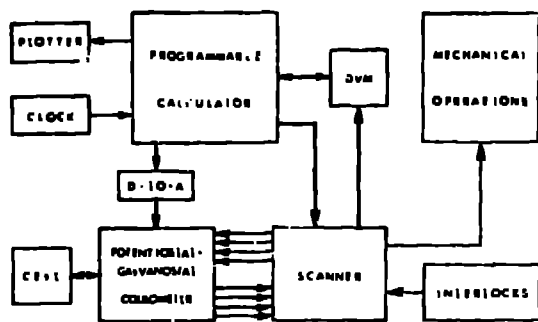 PLOTTER
PROGRAMMABLE
CALCULATOR
DVM
MECHANICAL
OPERATIONS
CLOCK
D-TO-A
POTENTIOSTAT-
GALVANOSTAT
COULOMETER
CELL
SCANNER
INTERLOCKS